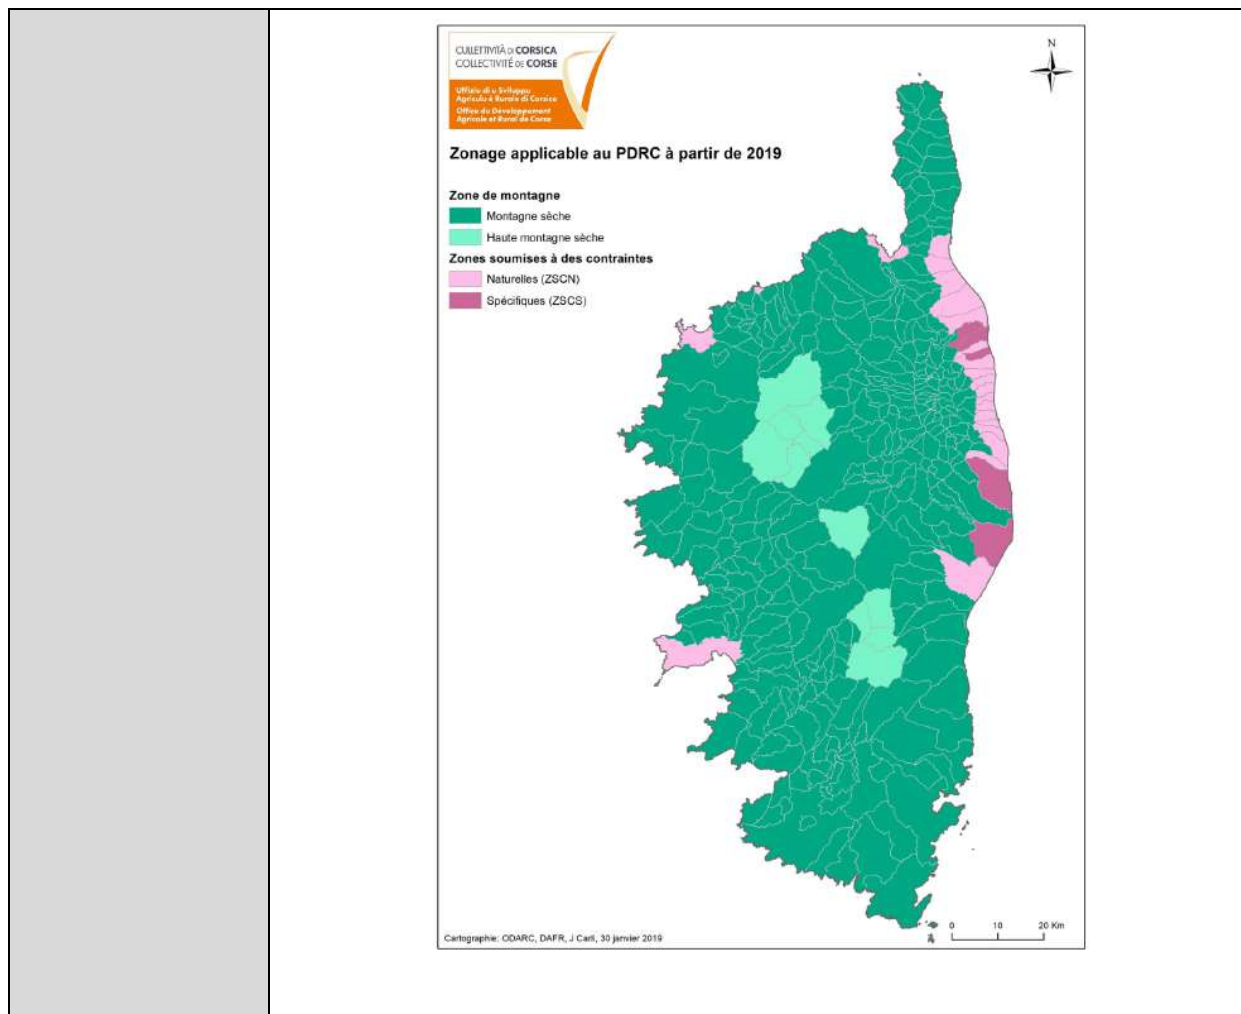 CULLETTIVITÀ DI CORSICA
COLLECTIVITÉ DE CORSE
Uffiziu di u Sviluppu
Agriculu è Rurale di Corsica
Office du Développement
Agricole et Rural de Corse
N
Zonage applicable au PDRC à partir de 2019
Zone de montagne
Montagne sèche
Haute montagne sèche
Zones soumises à des contraintes
Naturelles (ZSCN)
Spécifiques (ZSCS)
0 10 20 Km
Cartographie: ODARC, DAFR, J Carli, 30 janvier 2019